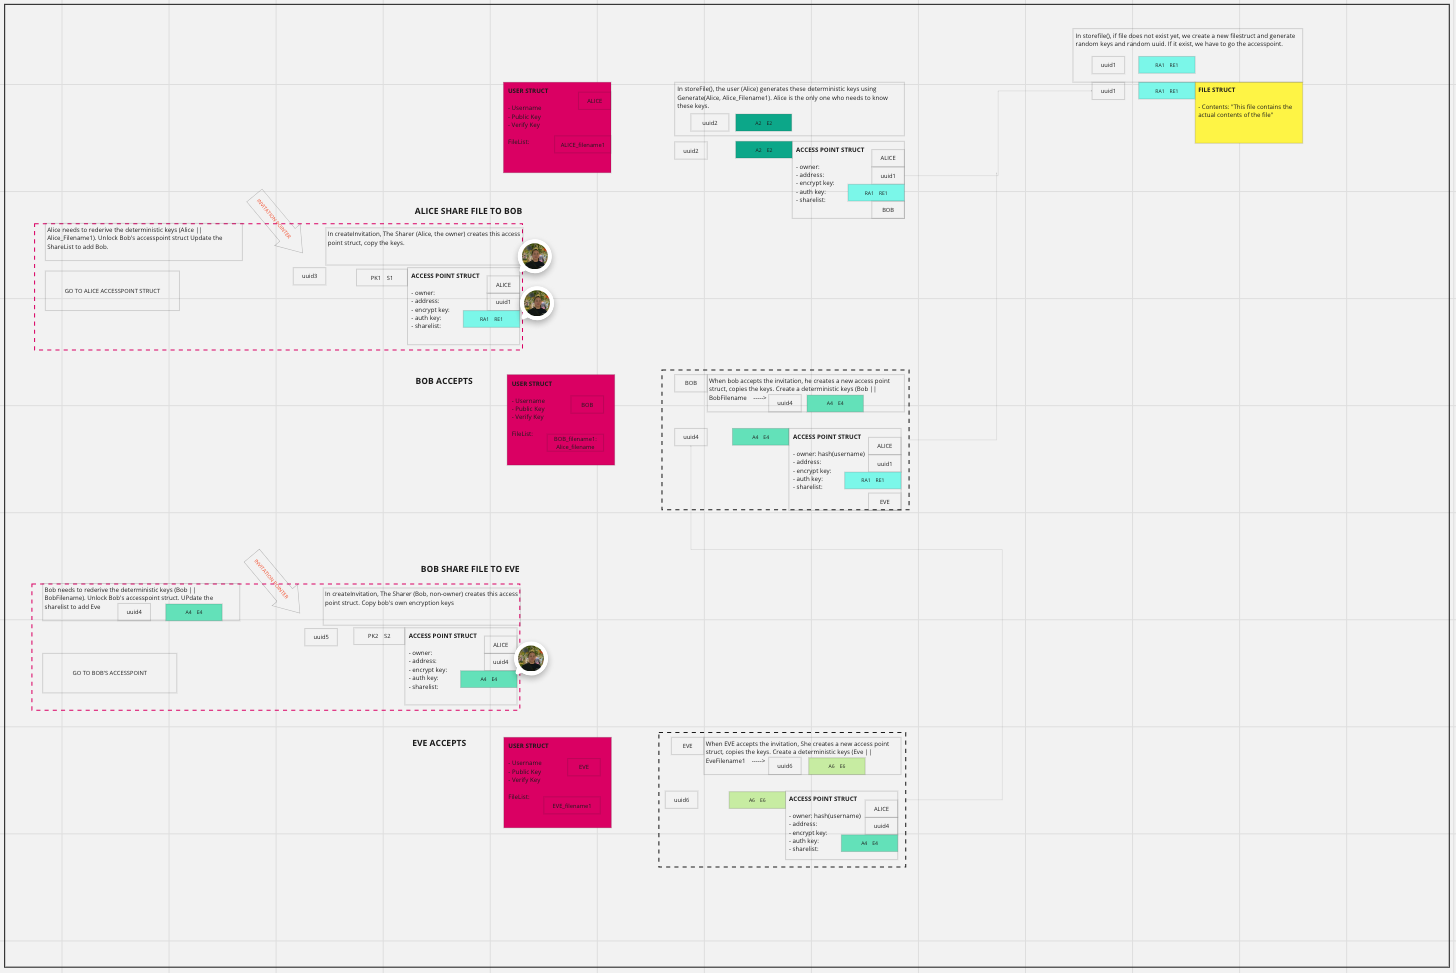 In storefile(), if file does not exist yet, we create a new filestruct and generate
random keys and random uuid. If it exist, we have to go the accesspoint.
uuid1
RA1 RE1
uuid1
RA1 RE1
FILE STRUCT
- Contents: "This file contains the
actual contents of the file"
USER STRUCT
ALICE
- Username
- Public Key
- Verify Key
FileList:
ALICE_filename1
In storeFile(), the user (Alice) generates these deterministic keys using
Generate(Alice, Alice_Filename1). Alice is the only one who needs to know
these keys.
uuid2
A2 E2
uuid2
A2 E2
ACCESS POINT STRUCT
ALICE
- owner:
- address:
uuid1
- encrypt key:
- auth key:
RA1 RE1
- sharelist:
BOB
INVITATION POINTER
ALICE SHARE FILE TO BOB
Alice needs to rederive the deterministic keys (Alice ||
Alice_Filename1). Unlock Bob's accesspoint struct Update the
ShareList to add Bob.
In createInvitation, The Sharer (Alice, the owner) creates this access
point struct, copy the keys.
GO TO ALICE ACCESSPOINT STRUCT
uuid3
PK1 S1
ACCESS POINT STRUCT
ALICE
- owner:
- address:
uuid1
- encrypt key:
- auth key:
RA1 RE1
- sharelist:
BOB ACCEPTS
USER STRUCT
- Username
- Public Key
- Verify Key
BOB
FileList:
BOB_Filename1
Alice_filename
BOB
When bob accepts the invitation, he creates a new access point
struct, copies the keys. Create a deterministic keys (Bob ||
BobFilename ----->
uuid4
A4 E4
uuid4
A4 E4
ACCESS POINT STRUCT
ALICE
- owner: hash(username)
- address:
uuid1
- encrypt key:
- auth key:
RA1 RE1
- sharelist:
EVE
INVITATION POINTER
BOB SHARE FILE TO EVE
Bob needs to rederive the deterministic keys (Bob ||
BobFilename). Unlock Bob's accesspoint struct. UPdate the
sharelist to add Eve
uuid4
A4 E4
In createInvitation, The Sharer (Bob, non-owner) creates this access
point struct. Copy bob's own encryption keys
GO TO BOB'S ACCESSPOINT
uuid5
PK2 S2
ACCESS POINT STRUCT
ALICE
- owner:
- address:
uuid4
- encrypt key:
- auth key:
A4 E4
- sharelist:
EVE ACCEPTS
USER STRUCT
- Username
- Public Key
- Verify Key
EVE
FileList:
EVE_filename1
EVE
When EVE accepts the invitation, She creates a new access point
struct, copies the keys. Create a deterministic keys (Eve ||
EveFilename1 ----->
uuid6
A6 E6
uuid6
A6 E6
ACCESS POINT STRUCT
ALICE
- owner: hash(username)
- address:
uuid4
- encrypt key:
- auth key:
A4 E4
- sharelist: